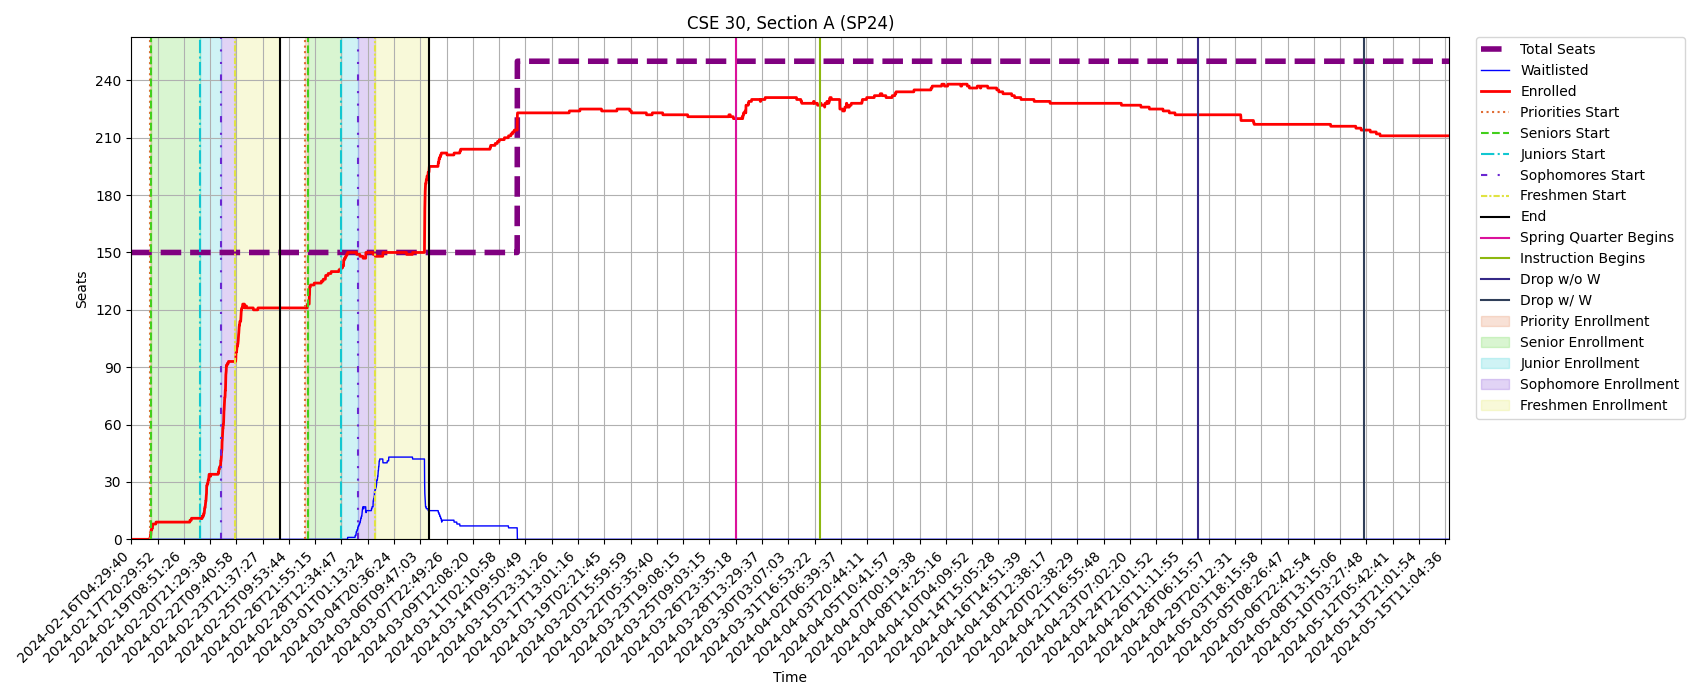 CSE 30, Section A (SP24)
Seats
240
210
180
150
120
90
60
30
0
2024-02-16T04:29:40
2024-02-17T20:29:52
2024-02-19T08:51:26
2024-02-20T21:29:38
2024-02-22T09:40:58
2024-02-23T21:37:27
2024-02-25T09:53:44
2024-02-26T21:55:15
2024-02-28T12:34:47
2024-03-01T01:13:24
2024-03-04T20:36:24
2024-03-06T09:47:03
2024-03-07T22:49:26
2024-03-09T12:08:20
2024-03-11T02:10:59
2024-03-14T09:50:49
2024-03-15T23:31:26
2024-03-17T13:01:16
2024-03-19T02:21:45
2024-03-20T15:59:59
2024-03-22T05:35:40
2024-03-23T19:08:15
2024-03-25T09:03:15
2024-03-26T23:35:18
2024-03-28T13:29:37
2024-03-30T03:07:03
2024-03-31T16:53:22
2024-04-02T06:39:37
2024-04-03T20:44:11
2024-04-05T10:41:57
2024-04-07T00:19:38
2024-04-08T14:25:16
2024-04-10T04:09:52
2024-04-14T15:05:28
2024-04-16T14:51:39
2024-04-18T12:38:17
2024-04-20T02:38:29
2024-04-21T16:55:48
2024-04-23T07:02:20
2024-04-24T21:01:52
2024-04-26T11:11:55
2024-04-28T06:15:57
2024-04-29T20:12:31
2024-05-03T18:15:58
2024-05-05T08:26:47
2024-05-06T22:42:54
2024-05-08T13:15:06
2024-05-10T03:27:48
2024-05-12T05:42:41
2024-05-13T21:01:54
2024-05-15T11:04:36
Time
Total Seats
Waitlisted
Enrolled
Priorities Start
Seniors Start
Juniors Start
Sophomores Start
Freshmen Start
End
Spring Quarter Begins
Instruction Begins
Drop w/o W
Drop w/ W
Priority Enrollment
Senior Enrollment
Junior Enrollment
Sophomore Enrollment
Freshmen Enrollment